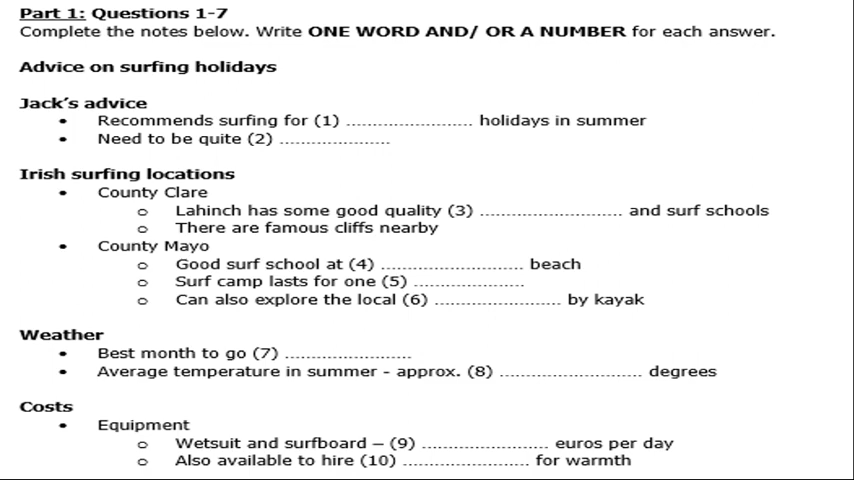 Part 1: Questions 1-7
Complete the notes below. Write ONE WORD AND/ OR A NUMBER for each answer.
Advice on surfing holidays
Jack's advice
• Recommends surfing for (1) ........................ holidays in summer
• Need to be quite (2) .....................
Irish surfing locations
• County Clare
o Lahinch has some good quality (3) ........................... and surf schools
o There are famous cliffs nearby
• County Mayo
o Good surf school at (4) ........................... beach
o Surf camp lasts for one (5) .....................
o Can also explore the local (6) ........................ by kayak
Weather
• Best month to go (7) ........................
• Average temperature in summer - approx. (8) ........................... degrees
Costs
• Equipment
o Wetsuit and surfboard – (9) ........................ euros per day
o Also available to hire (10) ........................ for warmth